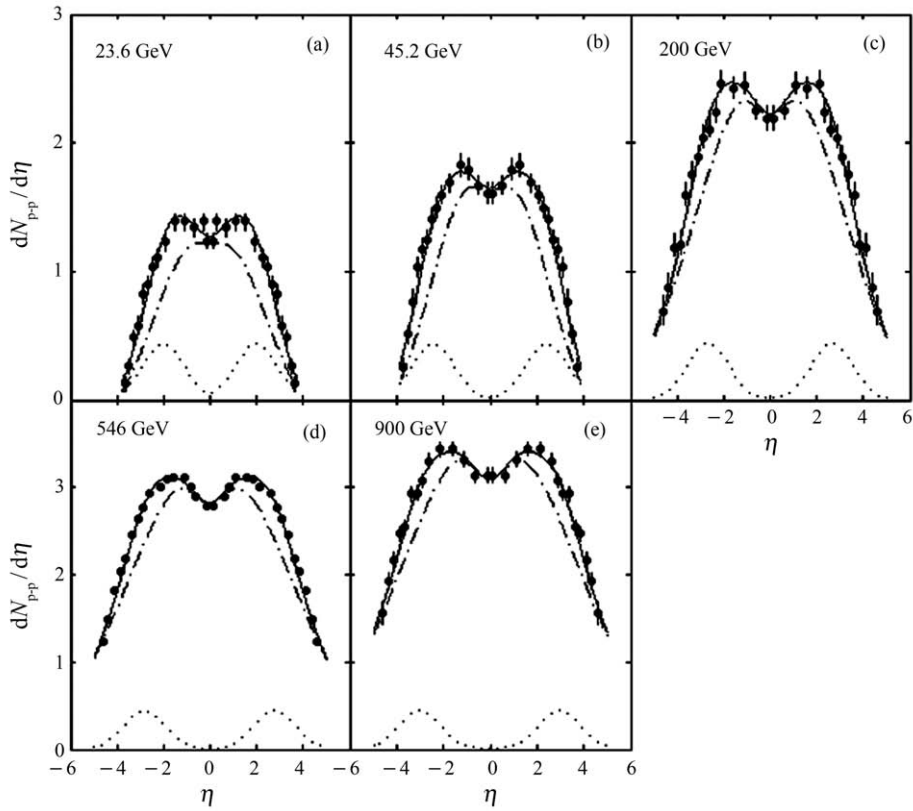 3
23.6 GeV
(a)
45.2 GeV
(b)
200 GeV
(c)
2
dN_p-p / dη
1
0
−4 −2 0 2 4 6
η
546 GeV
(d)
900 GeV
(e)
3
dN_p-p / dη
2
1
0
−6 −4 −2 0 2 4 −6 −4 −2 0 2 4 6
η
η